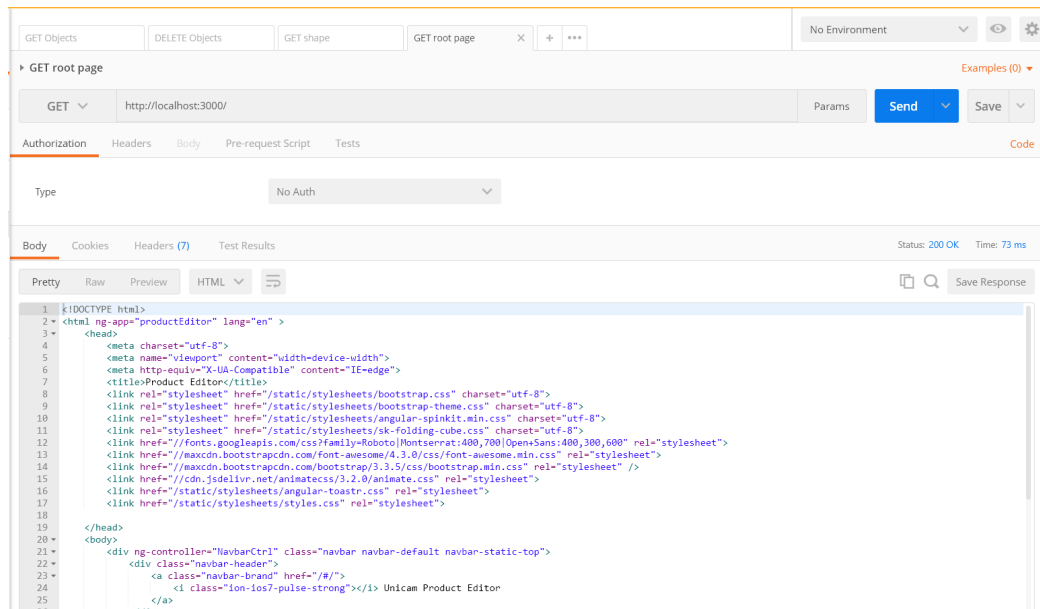 GET Objects DELETE Objects GET shape GET root page × + ••• No Environment
GET root page Examples (0)
GET http://localhost:3000/ Params Send Save
Authorization Headers Body Pre-request Script Tests Code
Type No Auth
Body Cookies Headers (7) Test Results Status: 200 OK Time: 73 ms
Pretty Raw Preview HTML Save Response
1 <!DOCTYPE html>
2 <html ng-app="productEditor" lang="en" >
3 <head>
4 <meta charset="utf-8">
5 <meta name="viewport" content="width=device-width">
6 <meta http-equiv="X-UA-Compatible" content="IE=edge">
7 <title>Product Editor</title>
8 <link rel="stylesheet" href="/static/stylesheets/bootstrap.css" charset="utf-8">
9 <link rel="stylesheet" href="/static/stylesheets/bootstrap-theme.css" charset="utf-8">
10 <link rel="stylesheet" href="/static/stylesheets/angular-spinkit.min.css" charset="utf-8">
11 <link rel="stylesheet" href="/static/stylesheets/sk-folding-cube.css" charset="utf-8">
12 <link href="//fonts.googleapis.com/css?family=Roboto|Montserrat:400,700|Open+Sans:400,300,600" rel="stylesheet">
13 <link href="//maxcdn.bootstrapcdn.com/font-awesome/4.3.0/css/font-awesome.min.css" rel="stylesheet">
14 <link href="//maxcdn.bootstrapcdn.com/bootstrap/3.3.5/css/bootstrap.min.css" rel="stylesheet" />
15 <link href="//cdn.jsdelivr.net/animatecss/3.2.0/animate.css" rel="stylesheet">
16 <link href="/static/stylesheets/angular-toastr.css" rel="stylesheet">
17 <link href="/static/stylesheets/styles.css" rel="stylesheet">
18
19 </head>
20 <body>
21 <div ng-controller="NavbarCtrl" class="navbar navbar-default navbar-static-top">
22 <div class="navbar-header">
23 <a class="navbar-brand" href="/#/">
24 <i class="ion-ios7-pulse-strong"></i> Unicam Product Editor
25 </a>